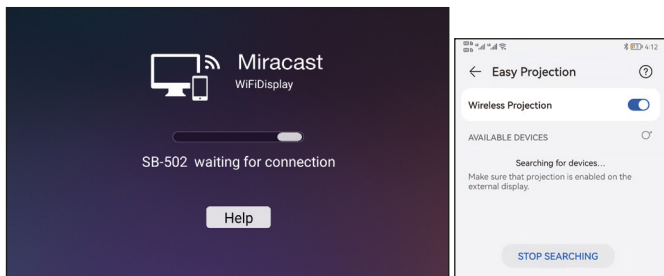 Miracast
WiFiDisplay
SB-502 waiting for connection
Help
4:12
Easy Projection
Wireless Projection
AVAILABLE DEVICES
Searching for devices...
Make sure that projection is enabled on the
external display.
STOP SEARCHING